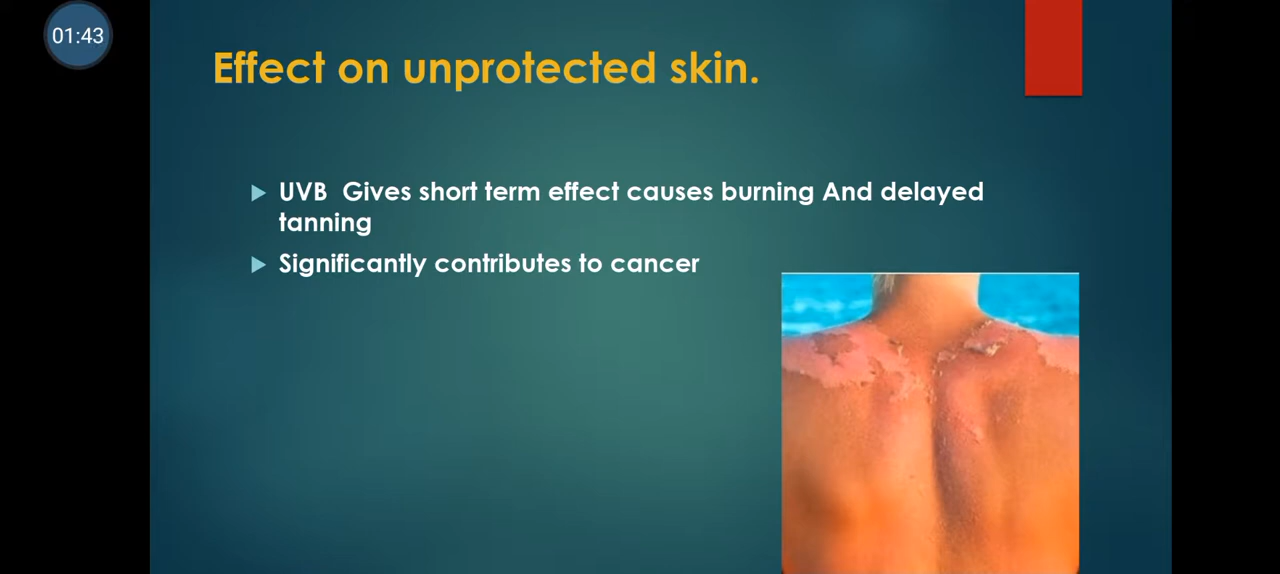 01:43
Effect on unprotected skin.
UVB Gives short term effect causes burning And delayed
tanning
Significantly contributes to cancer